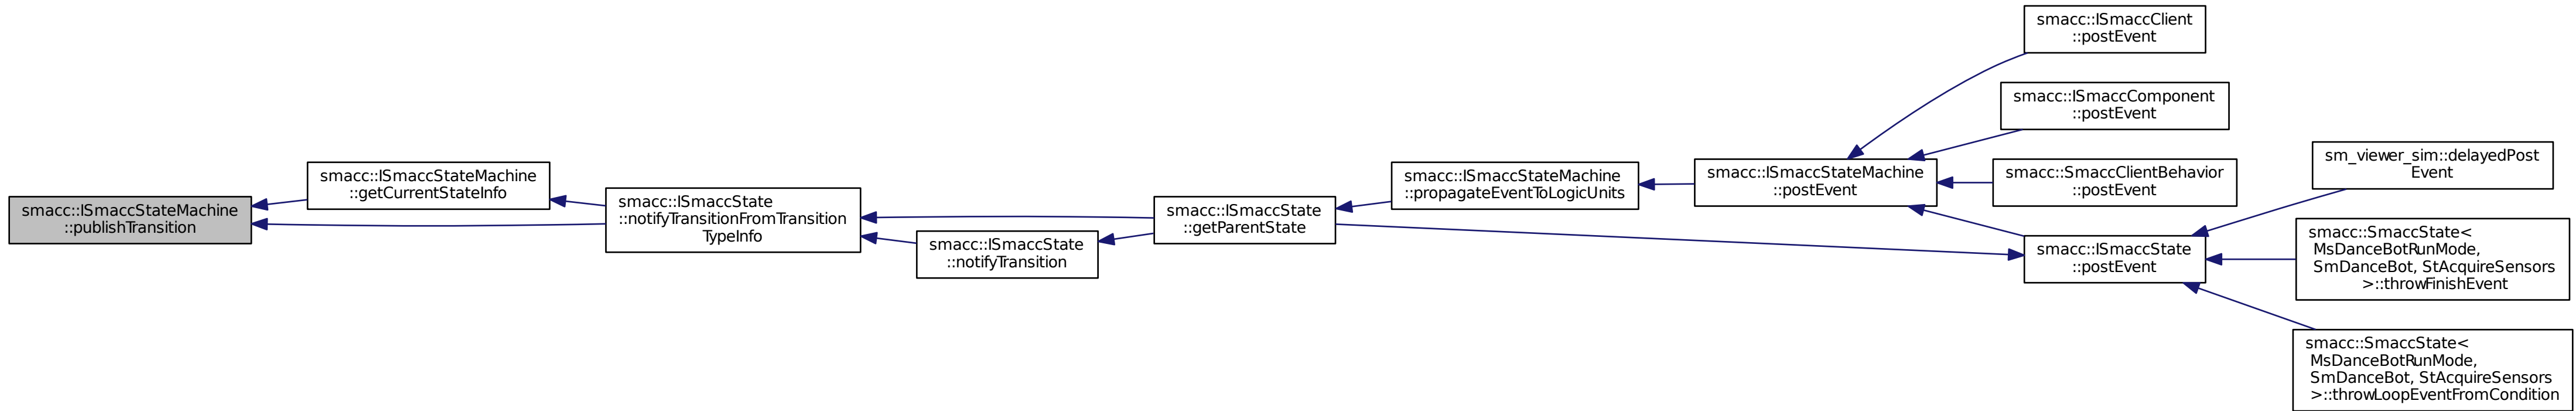 smacc::ISmaccStateMachine
::publishTransition
smacc::ISmaccStateMachine
::getCurrentStateInfo
smacc::ISmaccState
::notifyTransitionFromTransition
TypeInfo
smacc::ISmaccState
::notifyTransition
smacc::ISmaccState
::getParentState
smacc::ISmaccStateMachine
::propagateEventToLogicUnits
smacc::ISmaccStateMachine
::postEvent
smacc::ISmaccClient
::postEvent
smacc::ISmaccComponent
::postEvent
smacc::SmaccClientBehavior
::postEvent
smacc::ISmaccState
::postEvent
sm_viewer_sim::delayedPost
Event
smacc::SmaccState<
MsDanceBotRunMode,
SmDanceBot, StAcquireSensors
>::throwFinishEvent
smacc::SmaccState<
MsDanceBotRunMode,
SmDanceBot, StAcquireSensors
>::throwLoopEventFromCondition